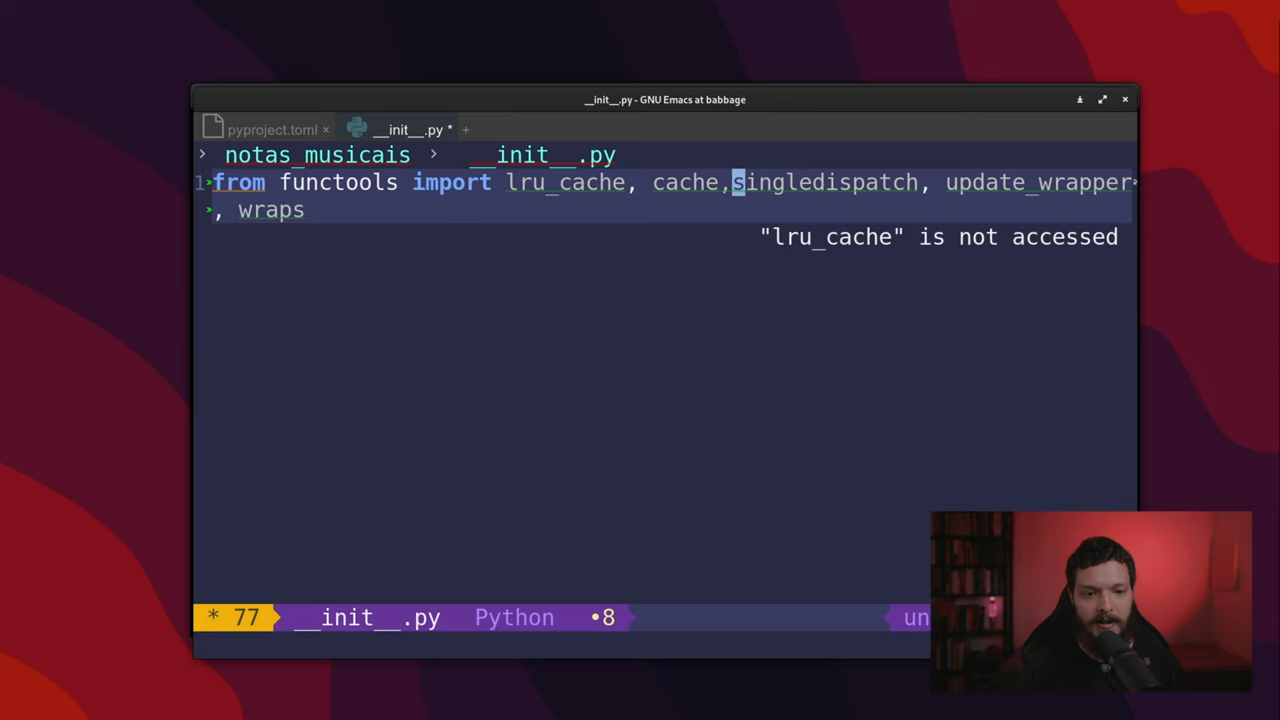 __init__.py - GNU Emacs at babbage
pyproject.toml × __init__.py * +
> notas_musicais > __init__.py
1 from functools import lru_cache, cache,singledispatch, update_wrapper
, wraps
"lru_cache" is not accessed
* 77 __init__.py Python •8 un